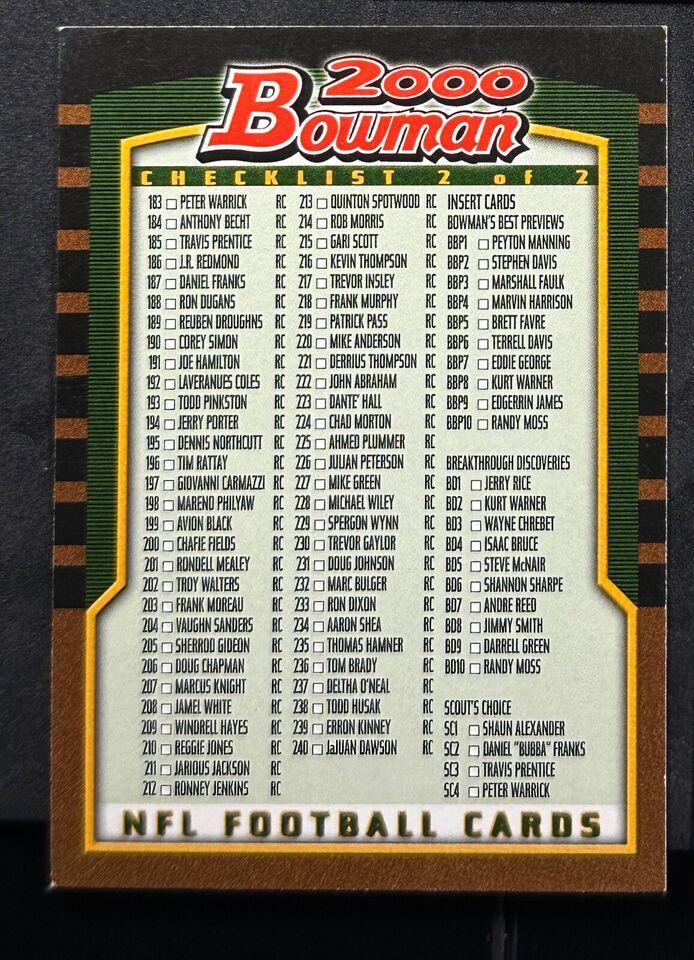 2000
Bowman
CHECKLIST 2 of 2
183 PETER WARRICK RC
184 ANTHONY BECHT RC
185 TRAVIS PRENTICE RC
186 J.R. REDMOND RC
187 DANIEL FRANKS RC
188 RON DUGANS RC
189 REUBEN DROUGHNS RC
190 COREY SIMON RC
191 JOE HAMILTON RC
192 LAVERANUES COLES RC
193 TODD PINKSTON RC
194 JERRY PORTER RC
195 DENNIS NORTHCUTT RC
196 TIM RATTAY RC
197 GIOVANNI CARMAZZI RC
198 MARENO PHILYAW RC
199 AVION BLACK RC
200 CHAFIE FIELDS RC
201 RONDELL MEALEY RC
202 TROY WALTERS RC
203 FRANK MOREAU RC
204 VAUGHN SANDERS RC
205 SHERROD GIDEON RC
206 DOUG CHAPMAN RC
207 MARCUS KNIGHT RC
208 JAMEL WHITE RC
209 WINDRELL HAYES RC
210 REGGIE JONES RC
211 JARIOUS JACKSON RC
212 RONNEY JENKINS RC
213 QUINTON SPOTWOOD RC
214 ROB MORRIS RC
215 GARI SCOTT RC
216 KEVIN THOMPSON RC
217 TREVOR INSLEY RC
218 FRANK MURPHY RC
219 PATRICK PASS RC
220 MIKE ANDERSON RC
221 DERRIUS THOMPSON RC
222 JOHN ABRAHAM RC
223 DANTE' HALL RC
224 CHAD MORTON RC
225 AHMED PLUMMER RC
226 JULIAN PETERSON RC
227 MIKE GREEN RC
228 MICHAEL WILEY RC
229 SPERGON WYNN RC
230 TREVOR GAYLOR RC
231 DOUG JOHNSON RC
232 MARC BULGER RC
233 RON DIXON RC
234 AARON SHEA RC
235 THOMAS HAMNER RC
236 TOM BRADY RC
237 DELTHA O'NEAL RC
238 TODD HUSAK RC
239 ERRON KINNEY RC
240 JaJUAN DAWSON RC
INSERT CARDS
BOWMAN'S BEST PREVIEWS
BBP1 PEYTON MANNING
BBP2 STEPHEN DAVIS
BBP3 MARSHALL FAULK
BBP4 MARVIN HARRISON
BBP5 BRETT FAVRE
BBP6 TERRELL DAVIS
BBP7 EDDIE GEORGE
BBP8 KURT WARNER
BBP9 EDGERRIN JAMES
BBP10 RANDY MOSS
BREAKTHROUGH DISCOVERIES
BD1 JERRY RICE
BD2 KURT WARNER
BD3 WAYNE CHREBET
BD4 ISAAC BRUCE
BD5 STEVE McNAIR
BD6 SHANNON SHARPE
BD7 ANDRE REED
BD8 JIMMY SMITH
BD9 DARRELL GREEN
BD10 RANDY MOSS
SCOUT'S CHOICE
SC1 SHAUN ALEXANDER
SC2 DANIEL "BUBBA" FRANKS
SC3 TRAVIS PRENTICE
SC4 PETER WARRICK
NFL FOOTBALL CARDS